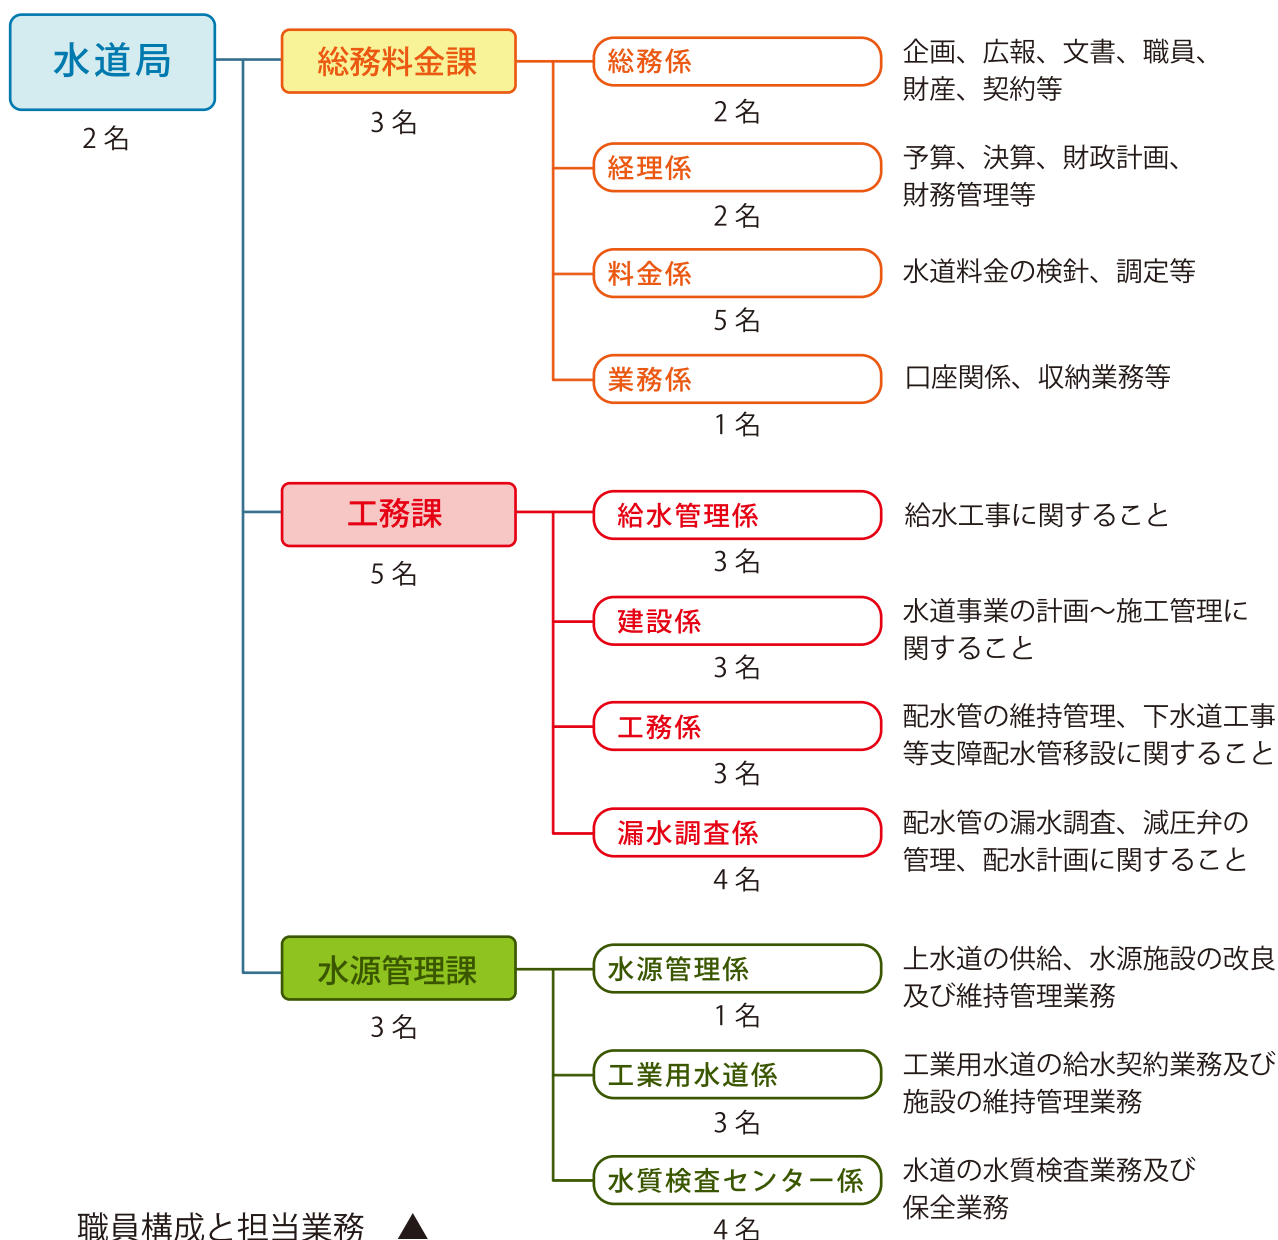 水道局
2名
総務料金課
3名
総務係
2名
企画、広報、文書、職員、
財産、契約等
経理係
2名
予算、決算、財政計画、
財務管理等
料金係
5名
水道料金の検針、調定等
業務係
1名
口座関係、収納業務等
工務課
5名
給水管理係
3名
給水工事に関すること
建設係
3名
水道事業の計画～施工管理に
関すること
工務係
3名
配水管の維持管理、下水道工事
等支障配水管移設に関すること
漏水調査係
4名
配水管の漏水調査、減圧弁の
管理、配水計画に関すること
水源管理課
3名
水源管理係
1名
上水道の供給、水源施設の改良
及び維持管理業務
工業用水道係
3名
工業用水道の給水契約業務及び
施設の維持管理業務
水質検査センター係
4名
水道の水質検査業務及び
保全業務
職員構成と担当業務 ▲